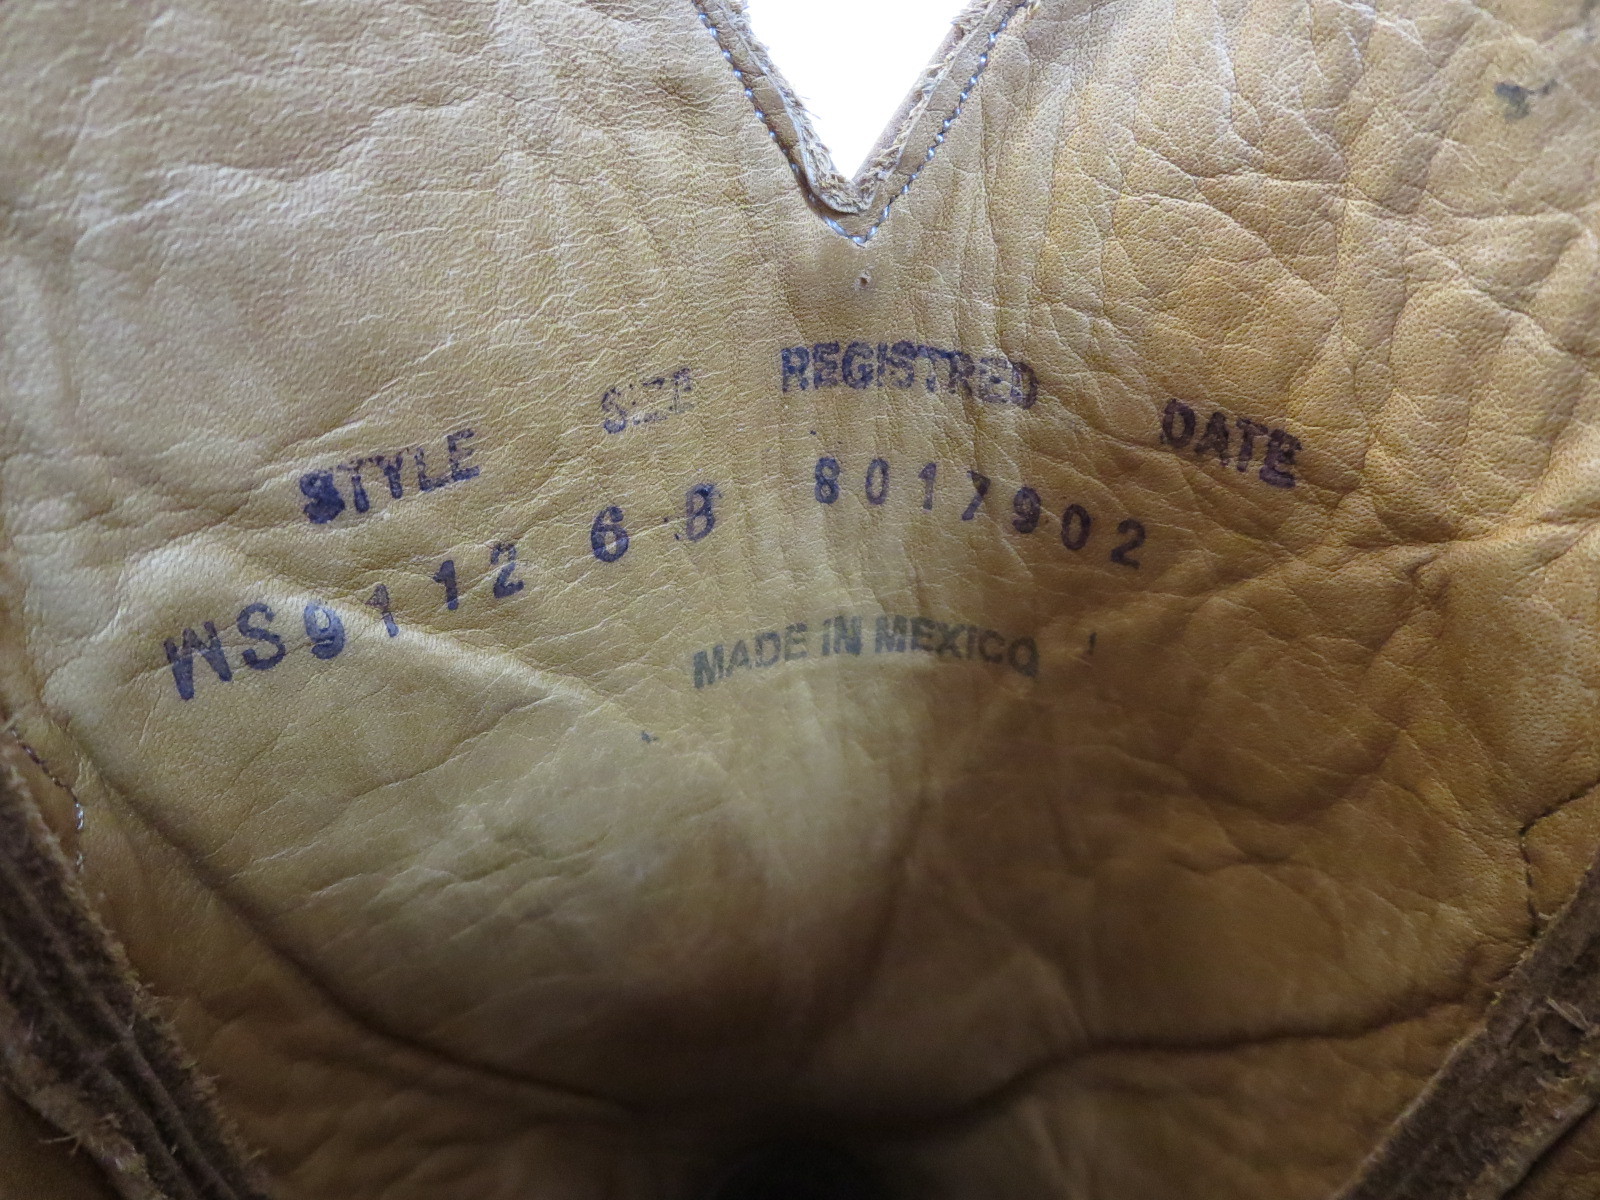 STYLE SIZE REGISTRED DATE
WS9112 6 B 8017902
MADE IN MEXICO